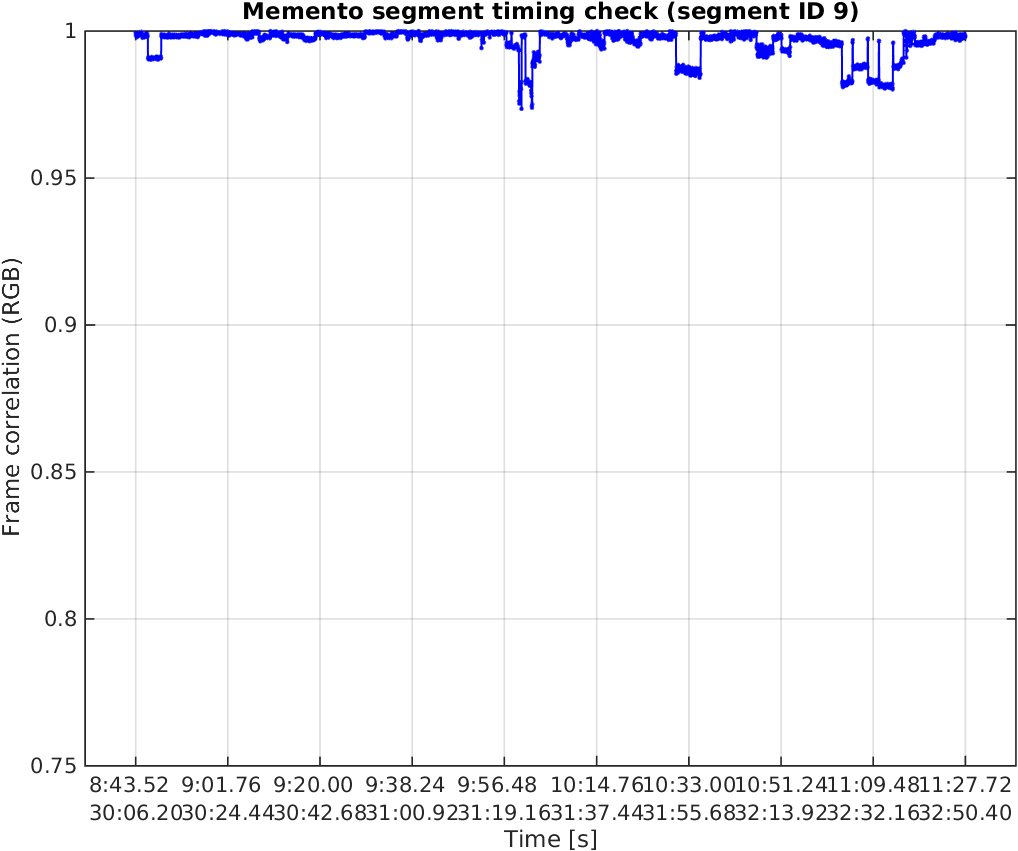 Memento segment timing check (segment ID 9)
1
0.95
0.9
0.85
0.8
0.75
Frame correlation (RGB)
8:43.52 9:01.76 9:20.00 9:38.24 9:56.48 10:14.76 10:33.00 10:51.24 11:09.48 11:27.72
30:06.20 30:24.44 30:42.68 31:00.92 31:19.16 31:37.44 31:55.68 32:13.92 32:32.16 32:50.40
Time [s]